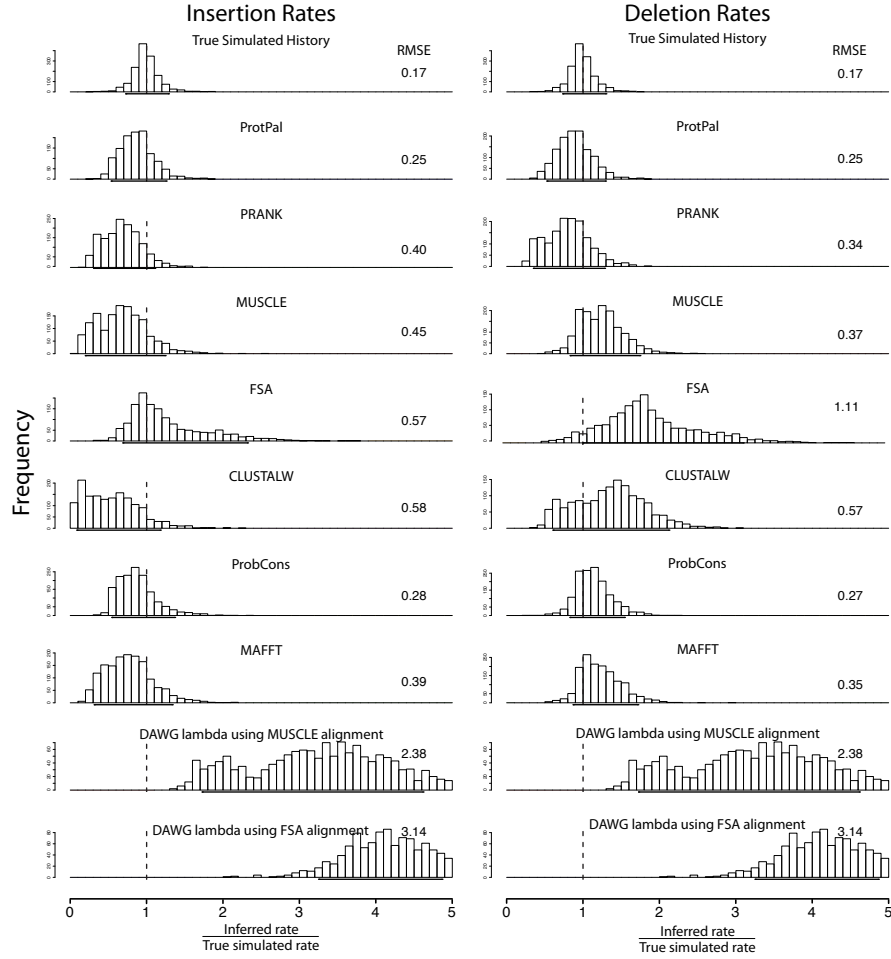 Insertion Rates
Deletion Rates
True Simulated History
RMSE
0.17
True Simulated History
RMSE
0.17
ProtPal
0.25
ProtPal
0.25
PRANK
0.40
PRANK
0.34
MUSCLE
0.45
MUSCLE
0.37
FSA
0.57
FSA
1.11
CLUSTALW
0.58
CLUSTALW
0.57
ProbCons
0.28
ProbCons
0.27
MAFFT
0.39
MAFFT
0.35
DAWG lambda using MUSCLE alignment
2.38
DAWG lambda using MUSCLE alignment
2.38
DAWG lambda using FSA alignment
3.14
DAWG lambda using FSA alignment
3.14
Frequency
0 1 2 3 4 5
0 1 2 3 4 5
Inferred rate
True simulated rate
Inferred rate
True simulated rate